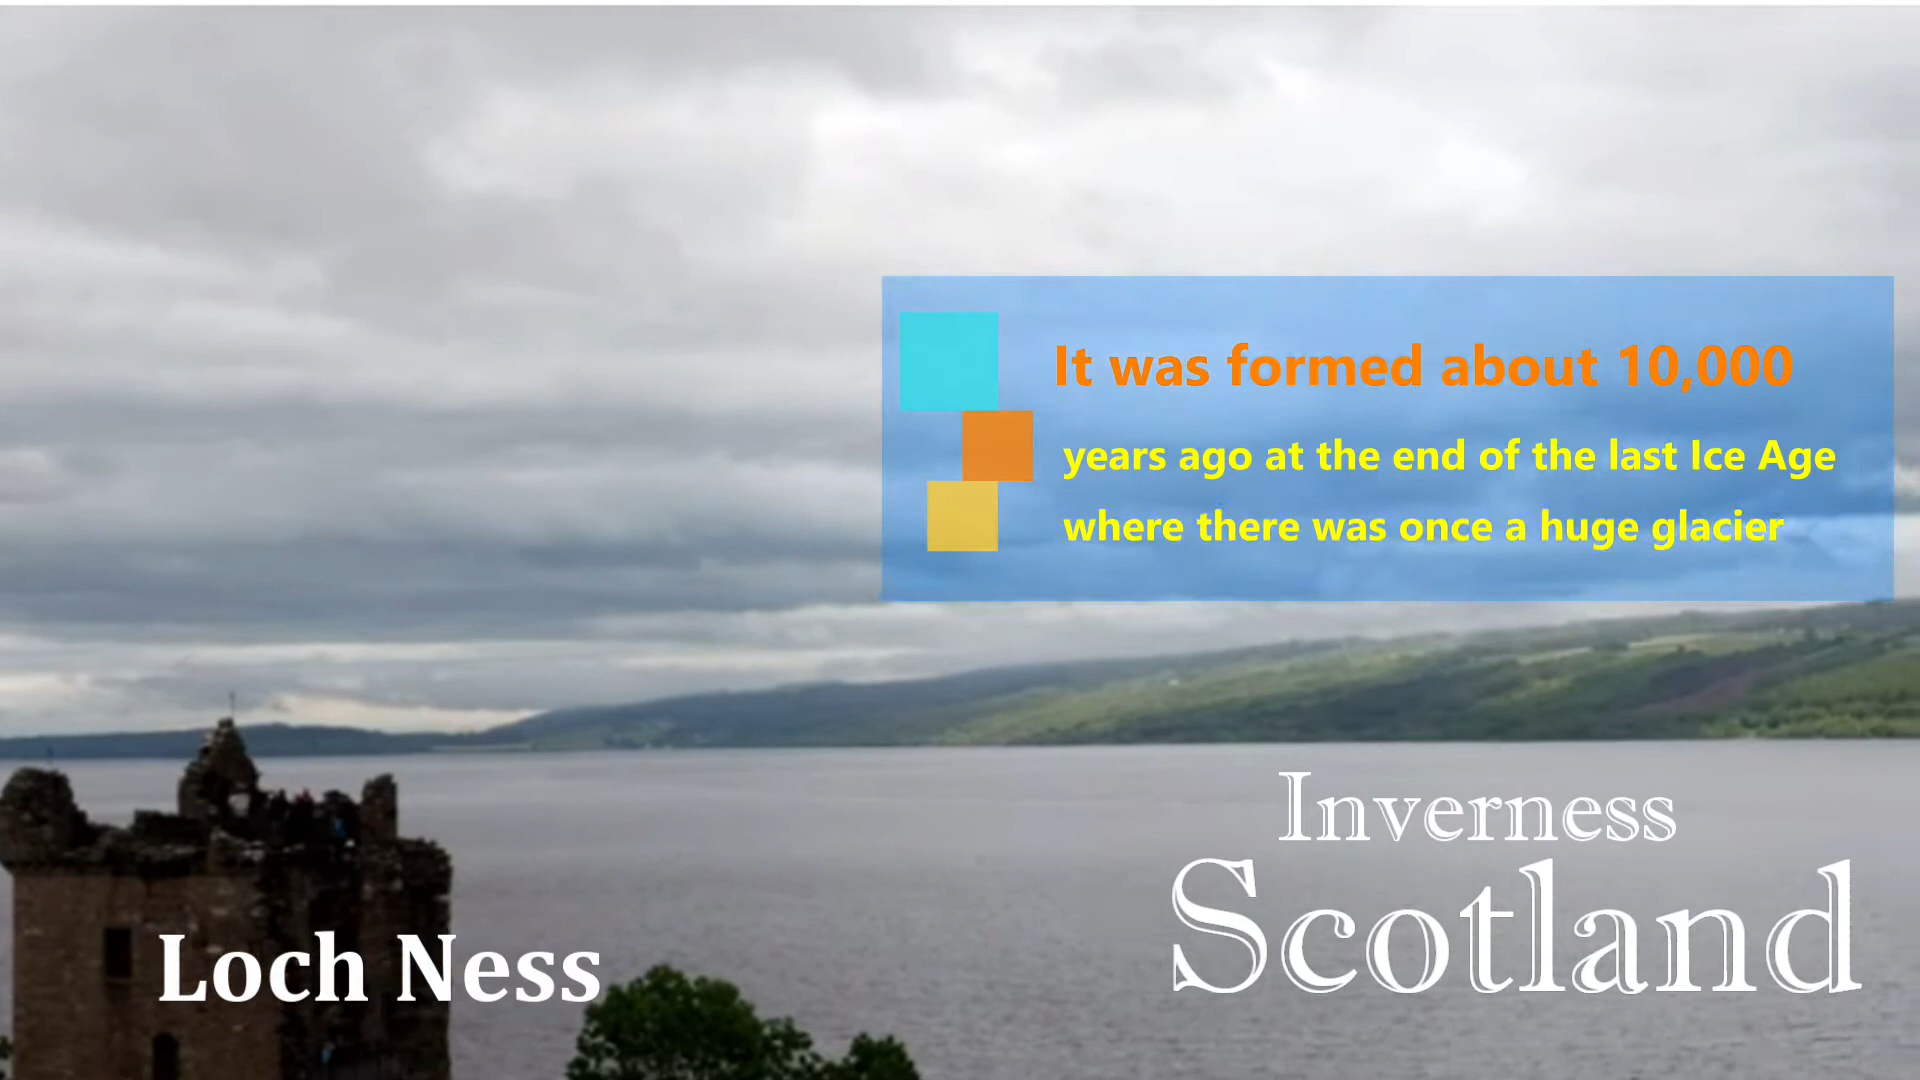 It was formed about 10,000
years ago at the end of the last Ice Age
where there was once a huge glacier
Inverness
Scotland
Loch Ness